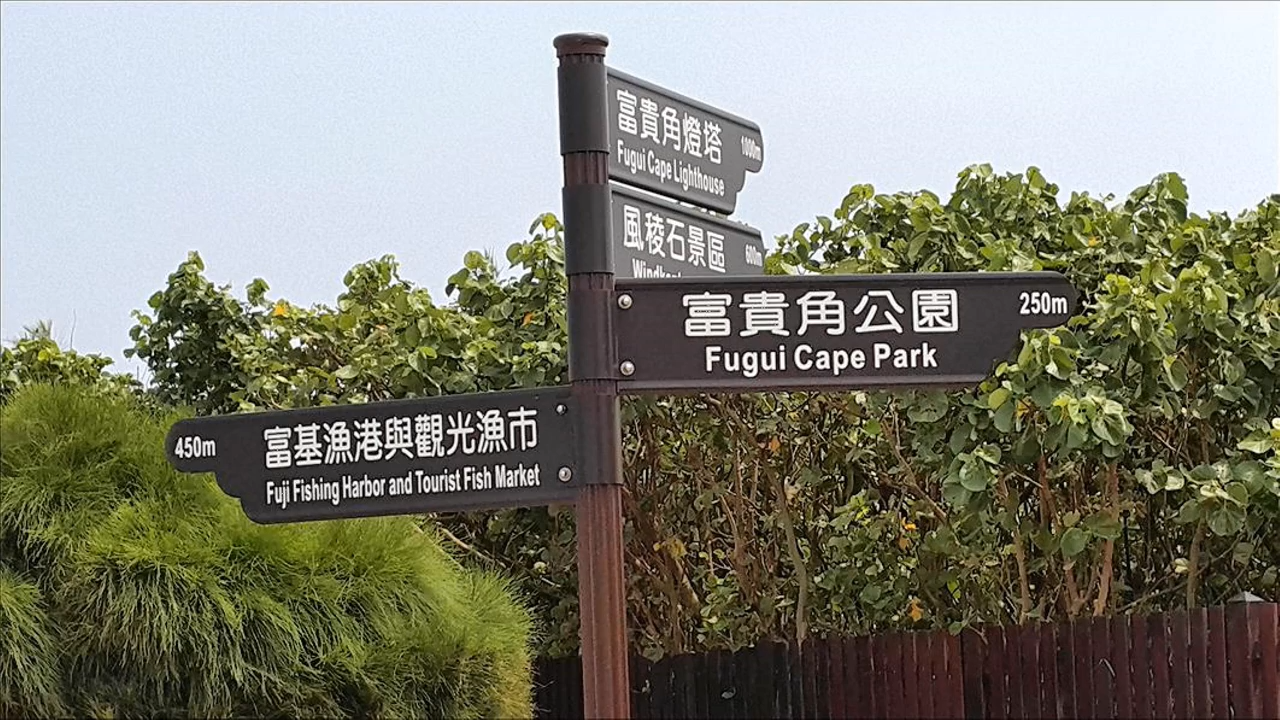 富貴角燈塔
1000m
Fugui Cape Lighthouse
風稜石景區
600m
富貴角公園
250m
Fugui Cape Park
450m
富基漁港與觀光漁市
Fuji Fishing Harbor and Tourist Fish Market